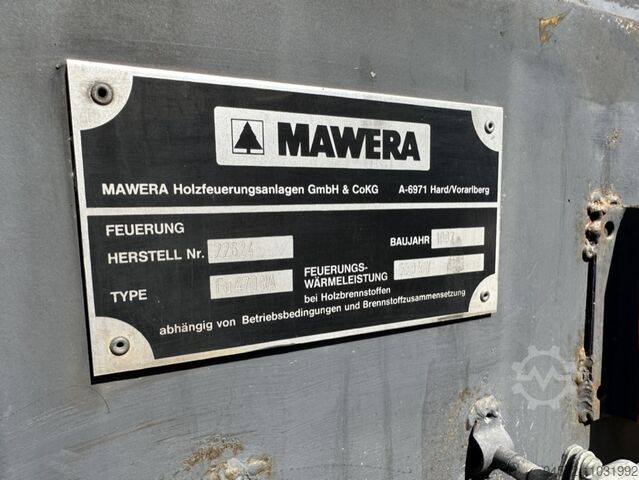 MAWERA
MAWERA Holzfeuerungsanlagen GmbH & CoKG A-6971 Hard/Vorarlberg
FEUERUNG
HERSTELL Nr. 22624 BAUJAHR
TYPE FEUERUNGS-
WÄRMELEISTUNG
bei Holzbrennstoffen
abhängig von Betriebsbedingungen und Brennstoffzusammensetzung